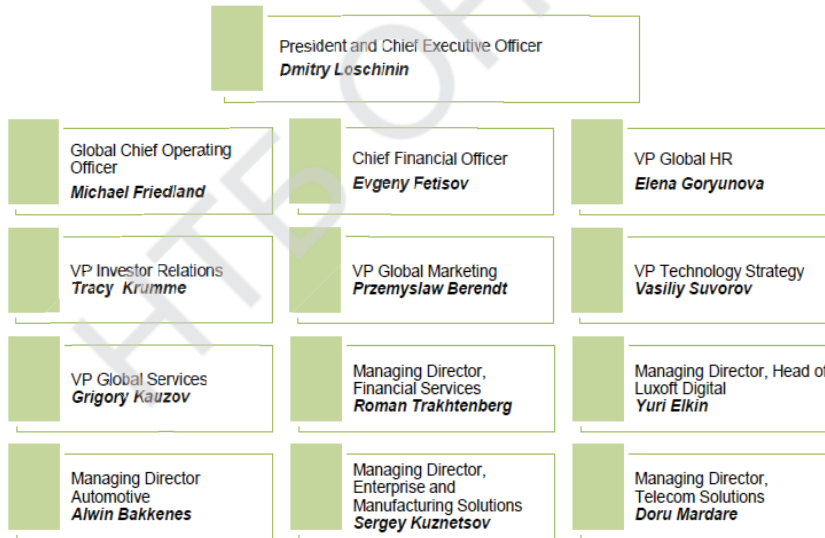 President and Chief Executive Officer
Dmitry Loschinin
Global Chief Operating
Officer
Michael Friedland
Chief Financial Officer
Evgeny Fetisov
VP Global HR
Elena Goryunova
VP Investor Relations
Tracy Krumme
VP Global Marketing
Przemyslaw Berendt
VP Technology Strategy
Vasiliy Suvorov
VP Global Services
Grigory Kauzov
Managing Director,
Financial Services
Roman Trakhtenberg
Managing Director, Head of
Luxoft Digital
Yuri Elkin
Managing Director
Automotive
Alwin Bakkenes
Managing Director,
Enterprise and
Manufacturing Solutions
Sergey Kuznetsov
Managing Director,
Telecom Solutions
Doru Mardare
НТБ